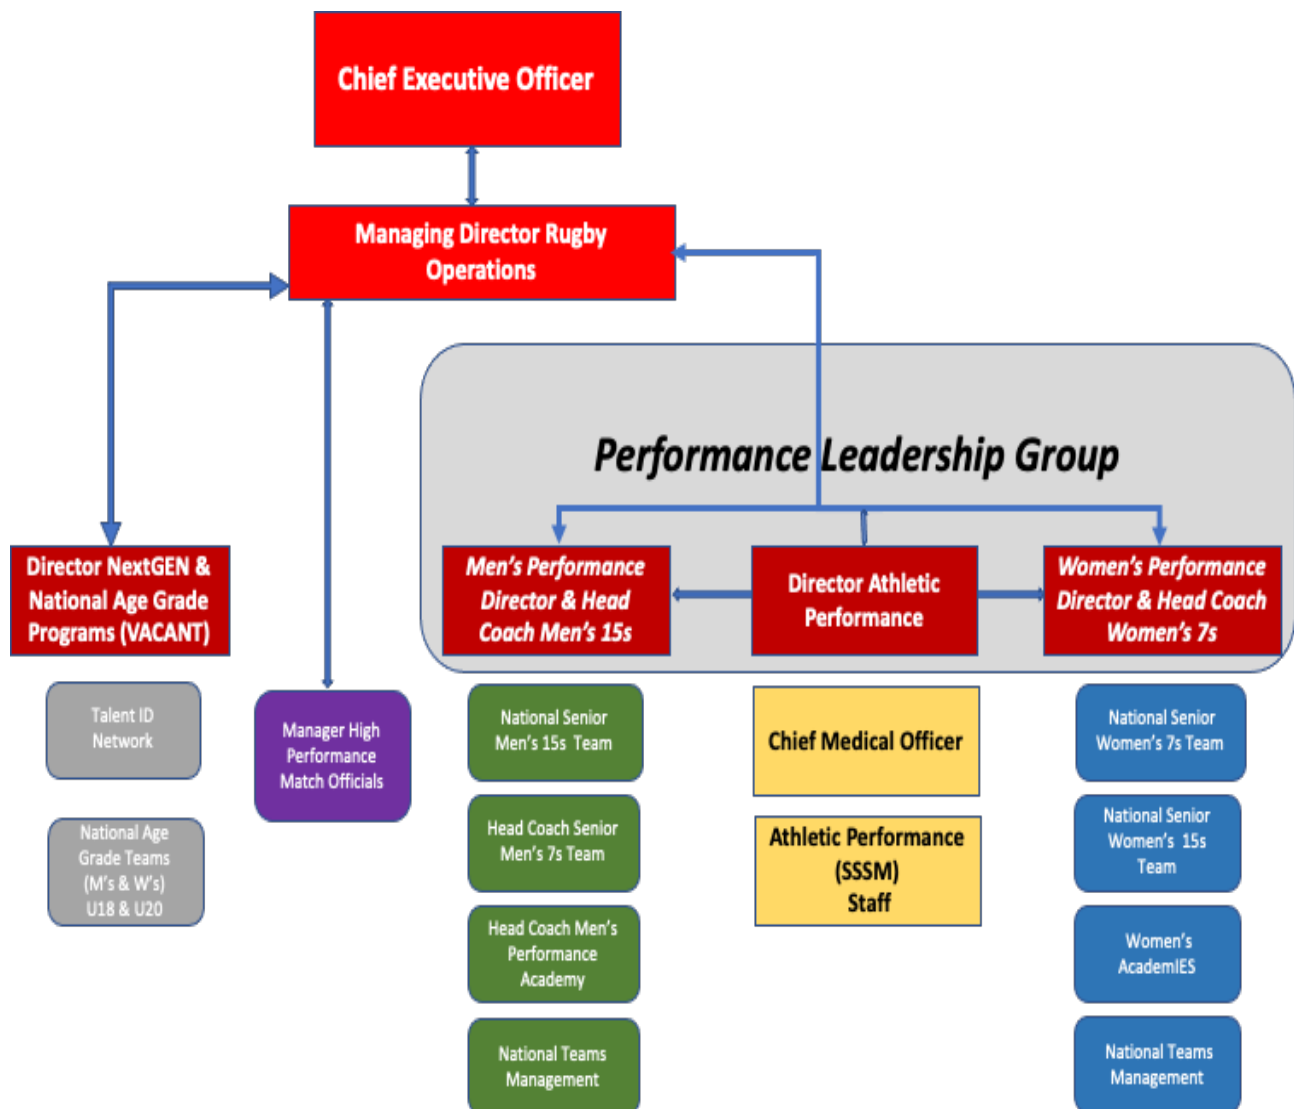 Chief Executive Officer
Managing Director Rugby
Operations
Performance Leadership Group
Director NextGEN &
National Age Grade
Programs (VACANT)
Men's Performance
Director & Head
Coach Men's 15s
Director Athletic
Performance
Women's Performance
Director & Head Coach
Women's 7s
Talent ID
Network
National Age
Grade Teams
(M's & W's)
U18 & U20
Manager High
Performance
Match Officials
National Senior
Men's 15s Team
Head Coach Senior
Men's 7s Team
Head Coach Men's
Performance
Academy
National Teams
Management
Chief Medical Officer
Athletic Performance
(SSSM)
Staff
National Senior
Women's 7s Team
National Senior
Women's 15s
Team
Women's
AcademIES
National Teams
Management